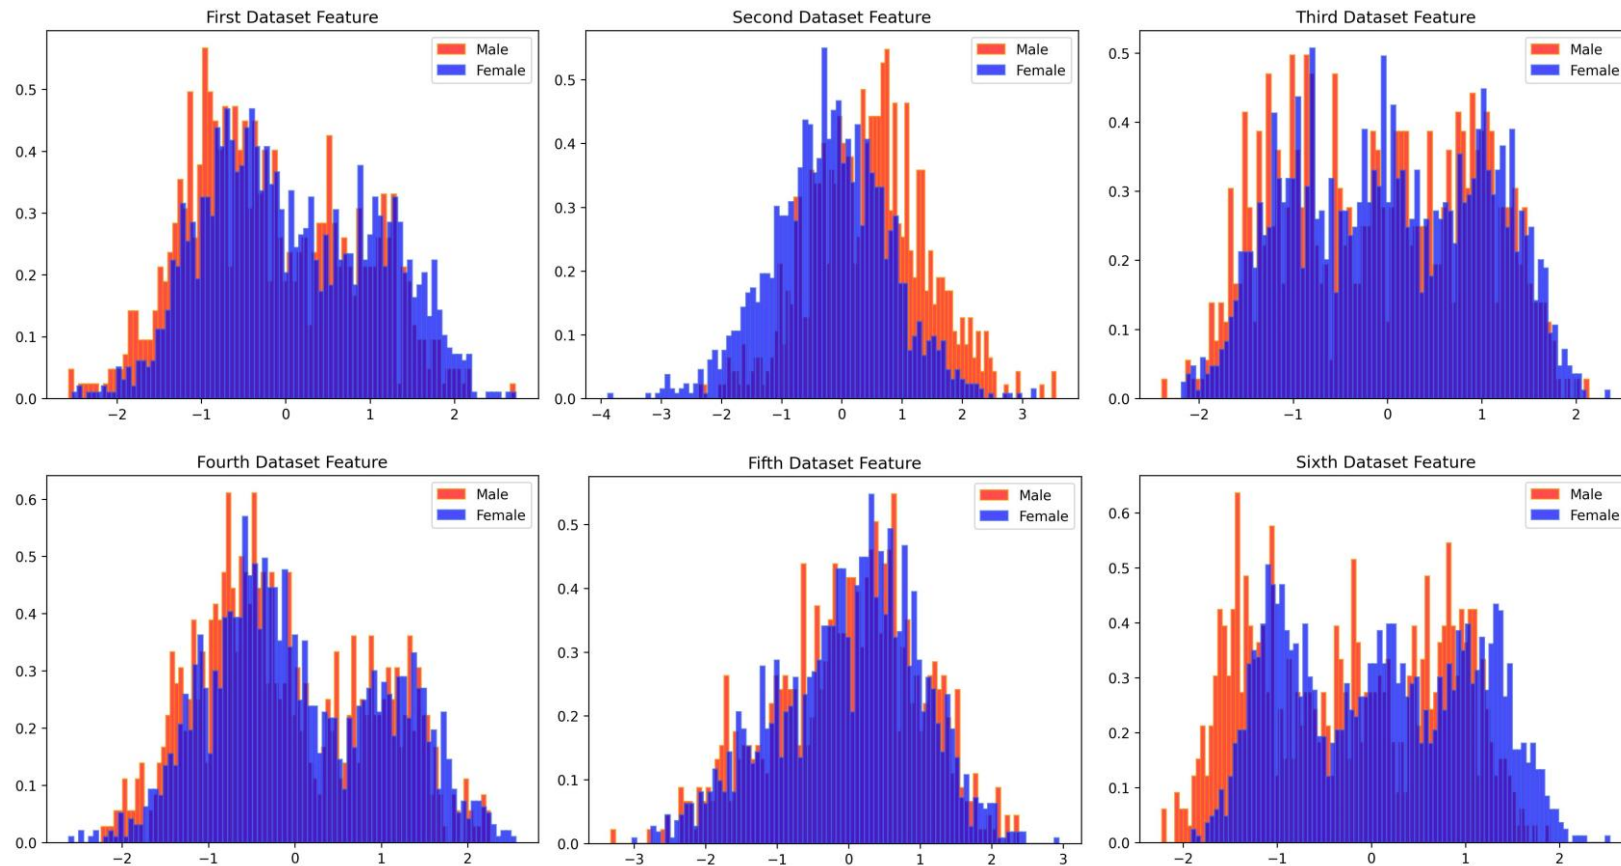 First Dataset Feature
Male
Female
0.5
0.4
0.3
0.2
0.1
0.0
−2 −1 0 1 2
Second Dataset Feature
Male
Female
0.5
0.4
0.3
0.2
0.1
0.0
−4 −3 −2 −1 0 1 2 3
Third Dataset Feature
Male
Female
0.5
0.4
0.3
0.2
0.1
0.0
−2 −1 0 1 2
Fourth Dataset Feature
Male
Female
0.6
0.5
0.4
0.3
0.2
0.1
0.0
−2 −1 0 1 2
Fifth Dataset Feature
Male
Female
0.5
0.4
0.3
0.2
0.1
0.0
−3 −2 −1 0 1 2 3
Sixth Dataset Feature
Male
Female
0.6
0.5
0.4
0.3
0.2
0.1
0.0
−2 −1 0 1 2